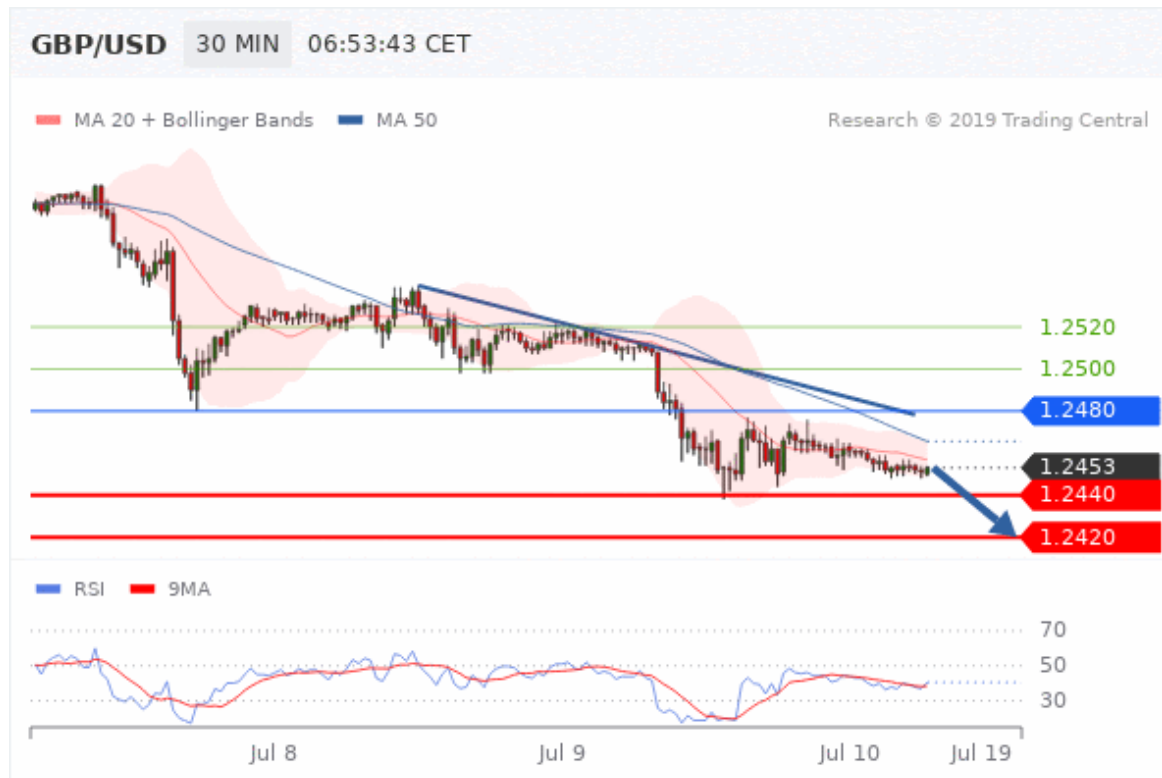 GBP/USD 30 MIN 06:53:43 CET
MA 20 + Bollinger Bands MA 50 Research © 2019 Trading Central
1.2520
1.2500
1.2480
1.2453
1.2440
1.2420
RSI 9MA
70
50
30
Jul 8 Jul 9 Jul 10 Jul 19